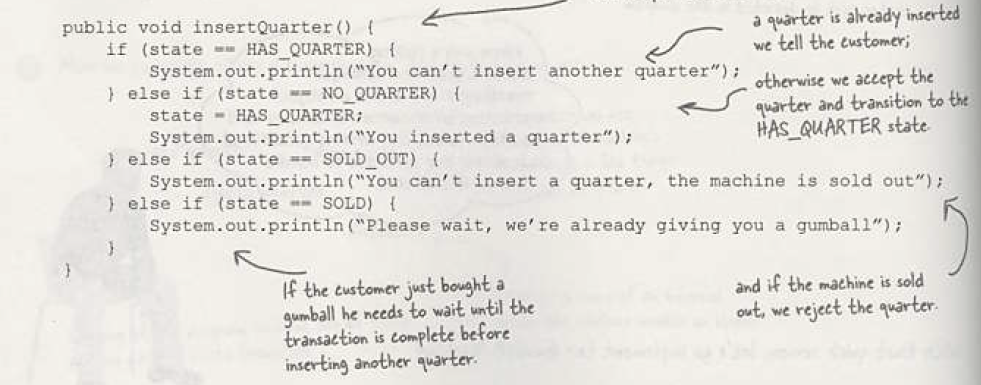 public void insertQuarter() {
if (state == HAS_QUARTER) {
System.out.println("You can't insert another quarter");
} else if (state == NO_QUARTER) {
state = HAS_QUARTER;
System.out.println("You inserted a quarter");
} else if (state == SOLD_OUT) {
System.out.println("You can't insert a quarter, the machine is sold out");
} else if (state == SOLD) {
System.out.println("Please wait, we're already giving you a gumball");
}
}
a quarter is already inserted
we tell the customer;
otherwise we accept the
quarter and transition to the
HAS_QUARTER state.
and if the machine is sold
out, we reject the quarter.
If the customer just bought a
gumball he needs to wait until the
transaction is complete before
inserting another quarter.